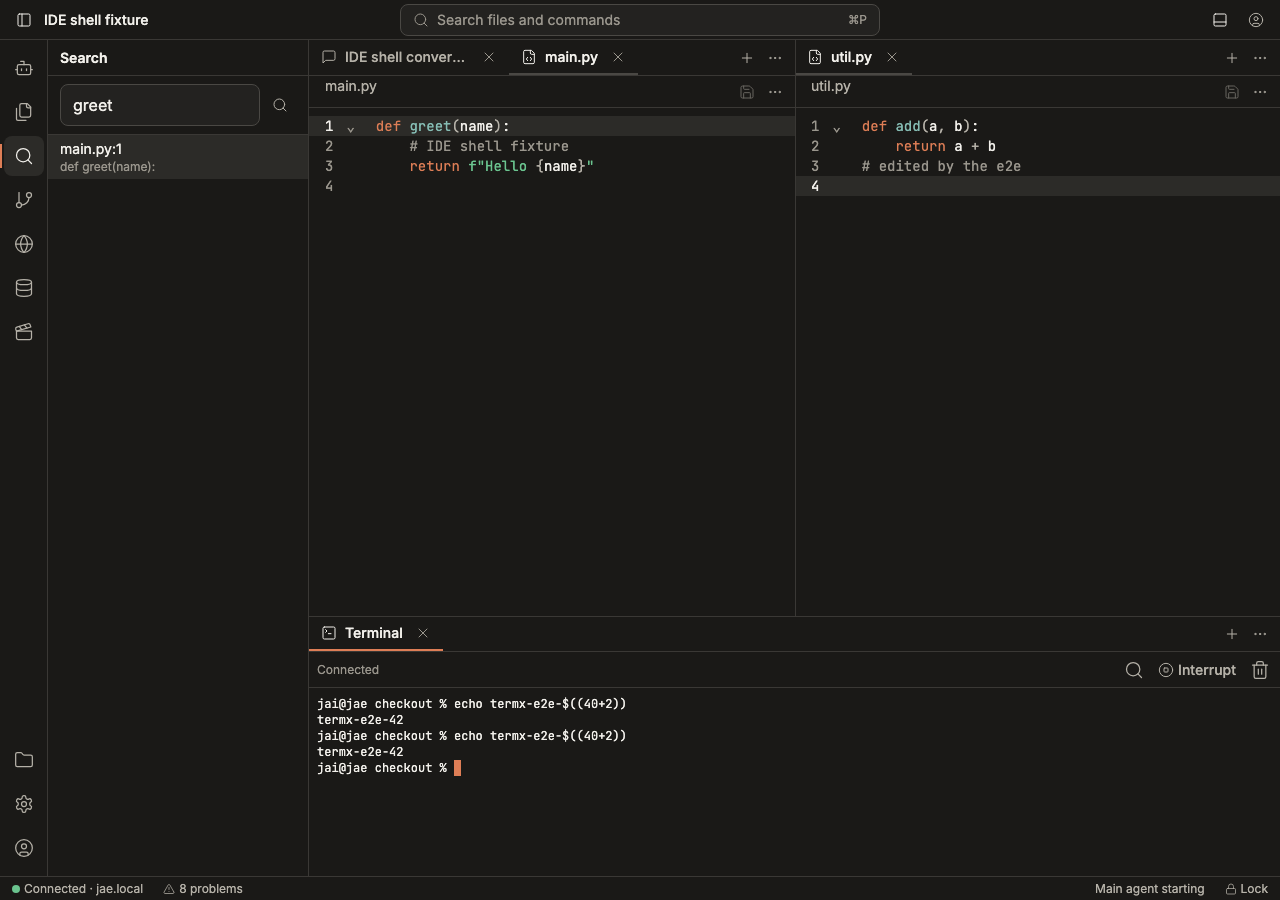 IDE shell fixture
Search files and commands
⌘P
Search
greet
main.py:1
def greet(name):
IDE shell conver...
main.py
main.py
1 def greet(name):
2 # IDE shell fixture
3 return f"Hello {name}"
4
util.py
util.py
1 def add(a, b):
2 return a + b
3 # edited by the e2e
4
Terminal
Connected
Interrupt
jai@jae checkout % echo termx-e2e-$((40+2))
termx-e2e-42
jai@jae checkout % echo termx-e2e-$((40+2))
termx-e2e-42
jai@jae checkout %
Connected · jae.local
8 problems
Main agent starting
Lock